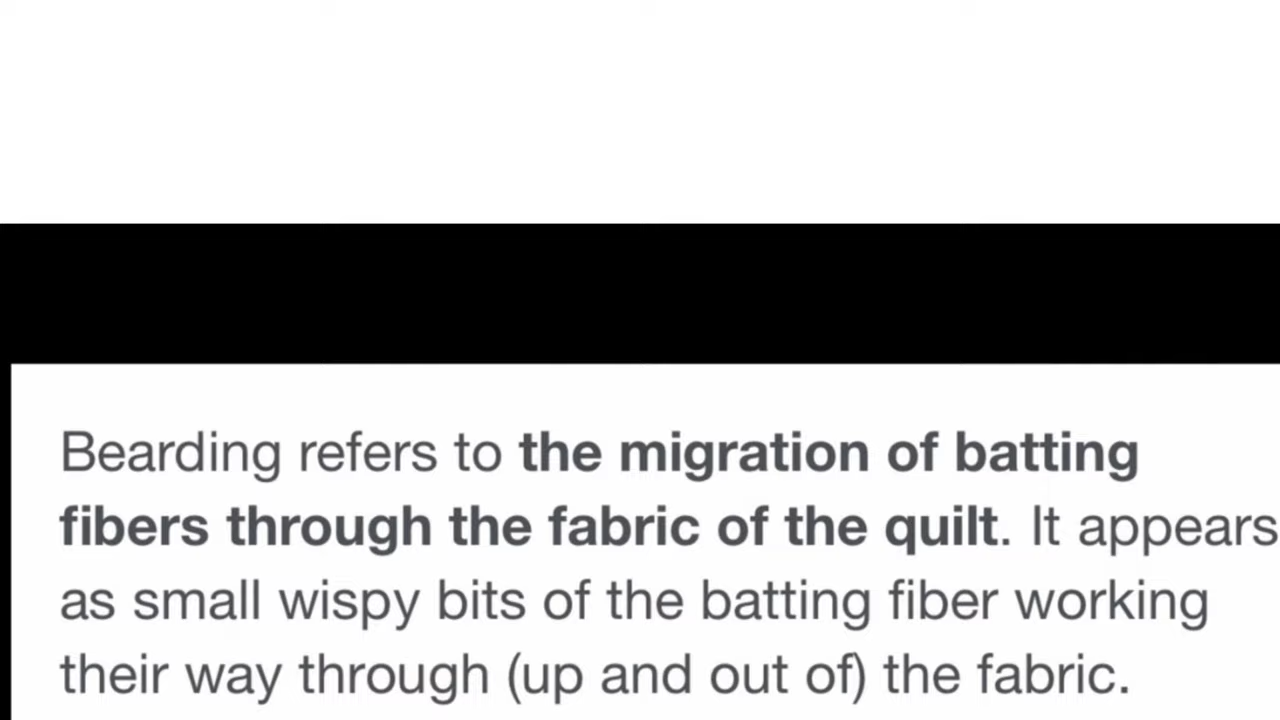 Bearding refers to the migration of batting
fibers through the fabric of the quilt. It appears
as small wispy bits of the batting fiber working
their way through (up and out of) the fabric.